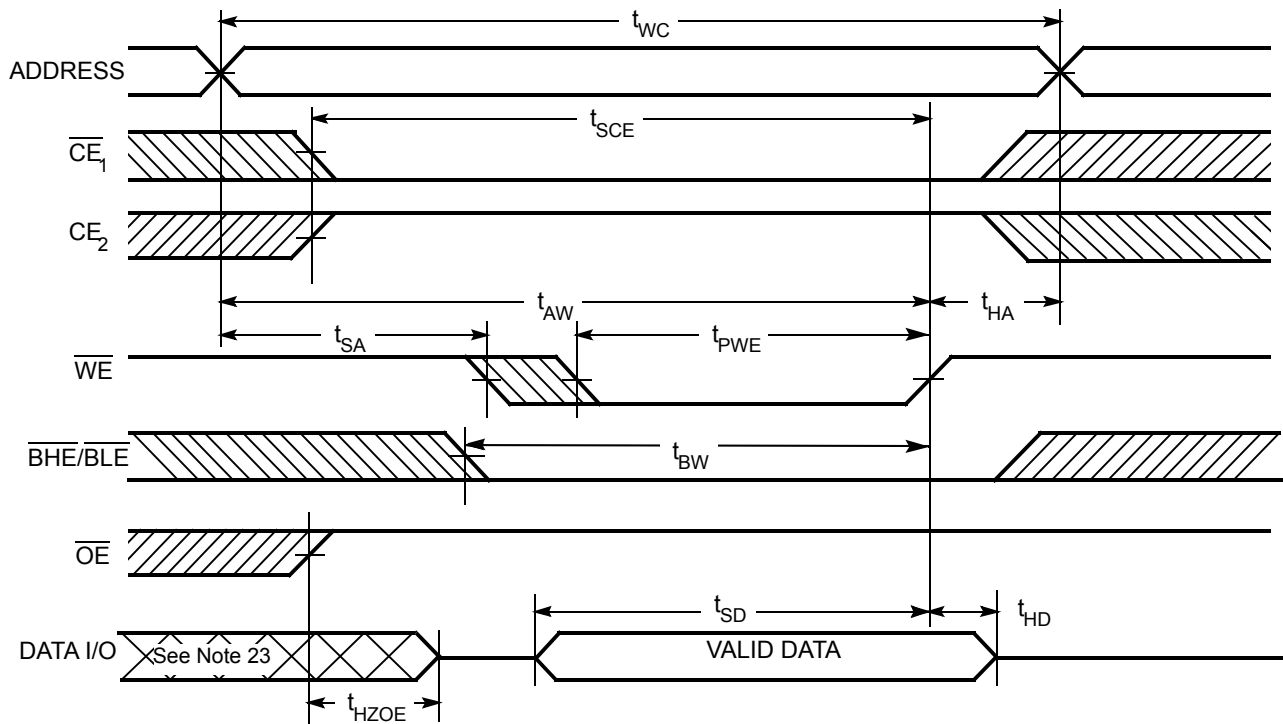 tWC
ADDRESS
tSCE
CE1
CE2
tAW
tHA
tSA
tPWE
WE
BHE/BLE
tBW
OE
tSD
tHD
DATA I/O
See Note 23
VALID DATA
tHZOE